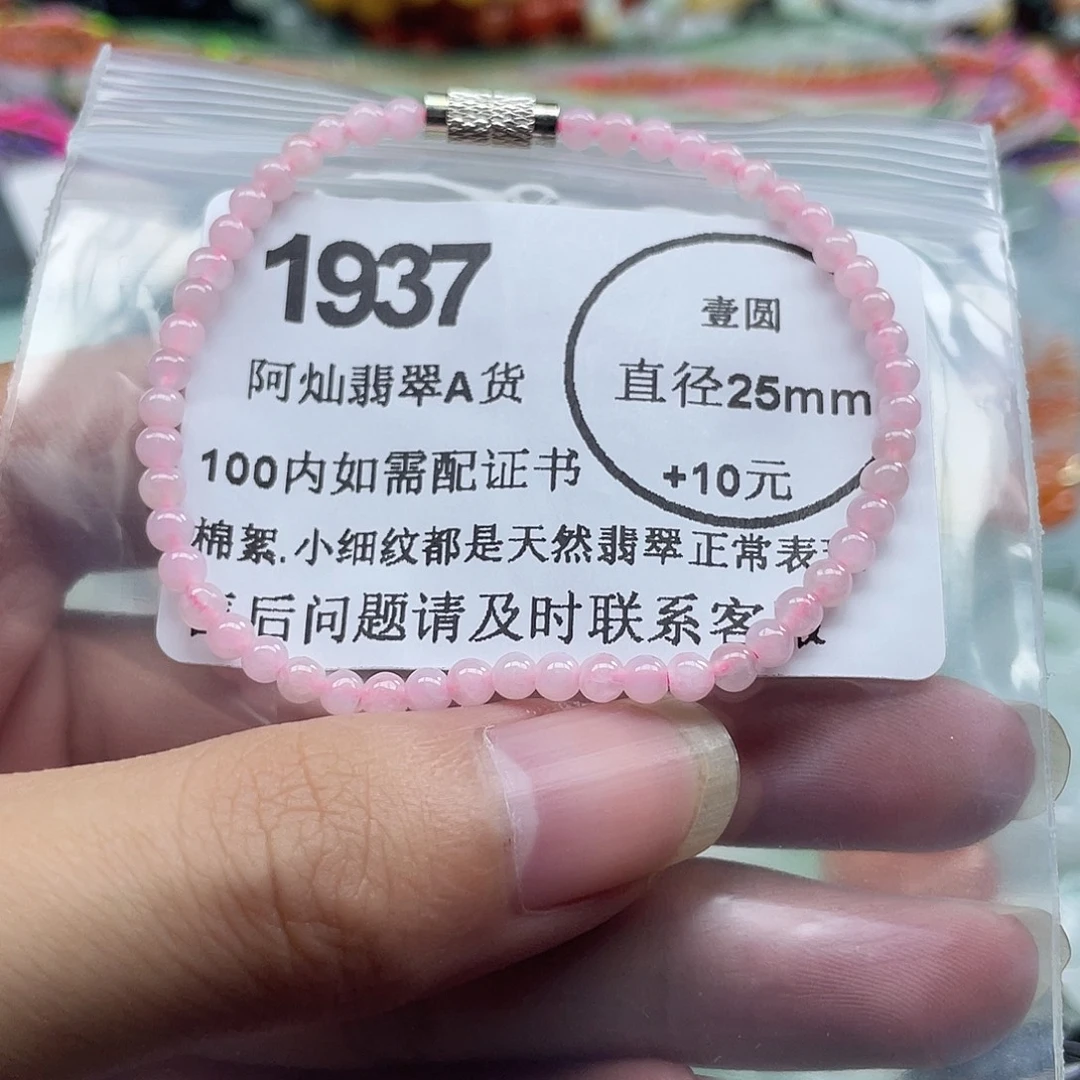 1937
阿灿翡翠A货
100内如需配证书
+10元
壹圆
直径25mm
棉絮.小细纹都是天然翡翠正常表
后问题请及时联系客